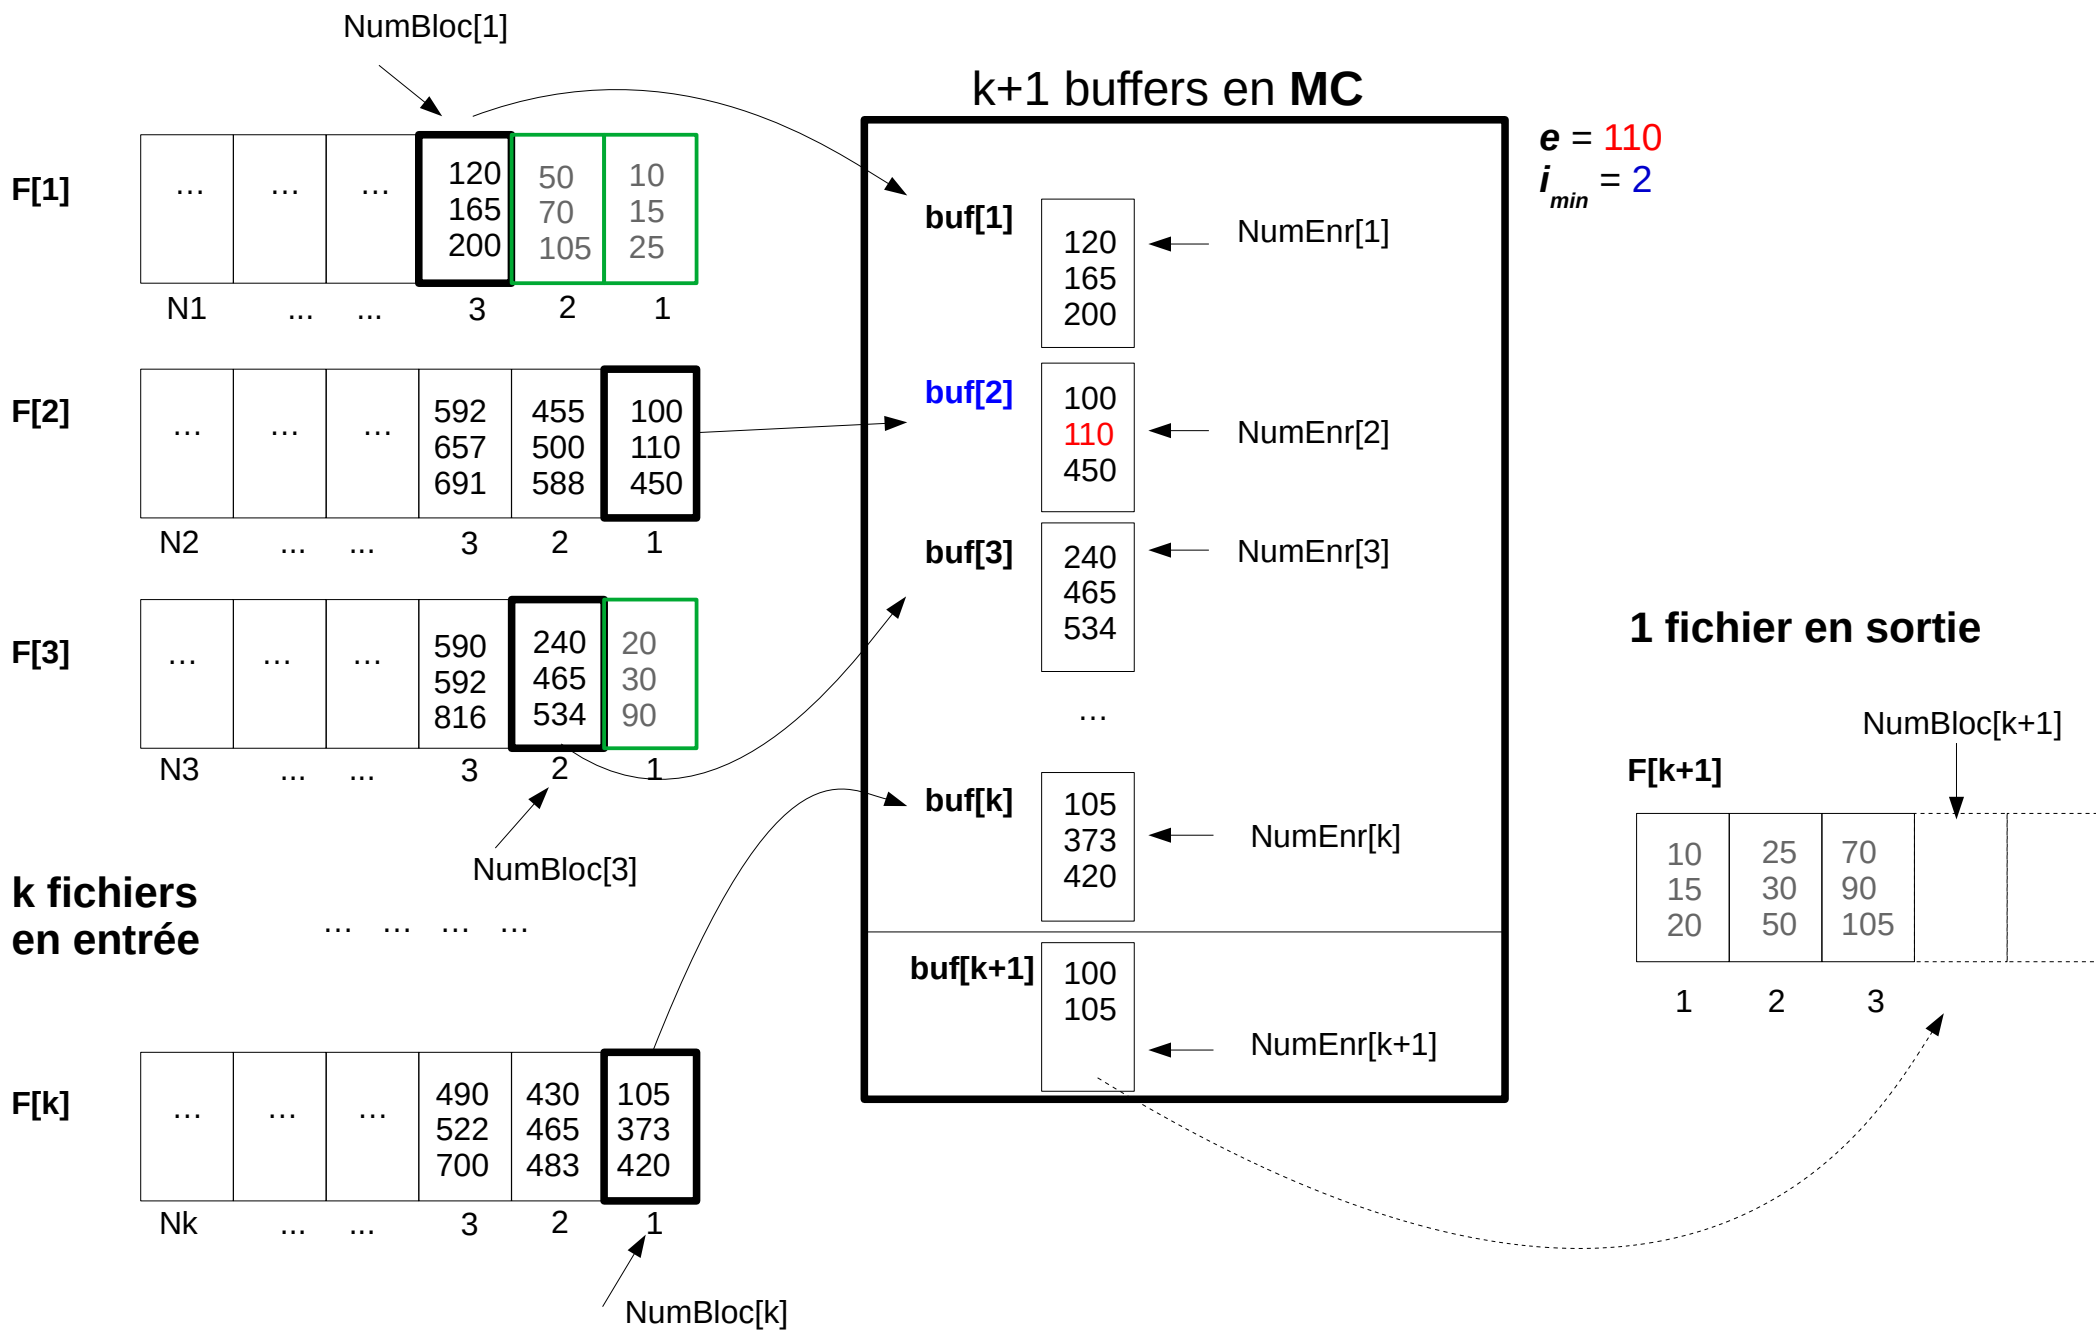 NumBloc[1]
k+1 buffers en MC
e = 110
i min = 2
F[1]
... ... ... 120 50 10
165 70 15
200 105 25
N1 ... ... 3 2 1
buf[1]
120
165
200
NumEnr[1]
F[2]
... ... ... 592 455 100
657 500 110
691 588 450
N2 ... ... 3 2 1
buf[2]
100
110
450
NumEnr[2]
F[3]
... ... ... 590 240 20
592 465 30
816 534 90
N3 ... ... 3 2 1
NumBloc[3]
buf[3]
240
465
534
NumEnr[3]
...
k fichiers
en entrée
... ... ... ...
buf[k]
105
373
420
NumEnr[k]
buf[k+1]
100
105
NumEnr[k+1]
F[k]
... ... ... 490 430 105
522 465 373
700 483 420
Nk ... ... 3 2 1
NumBloc[k]
1 fichier en sortie
NumBloc[k+1]
F[k+1]
10 25 70
15 30 90
20 50 105
1 2 3